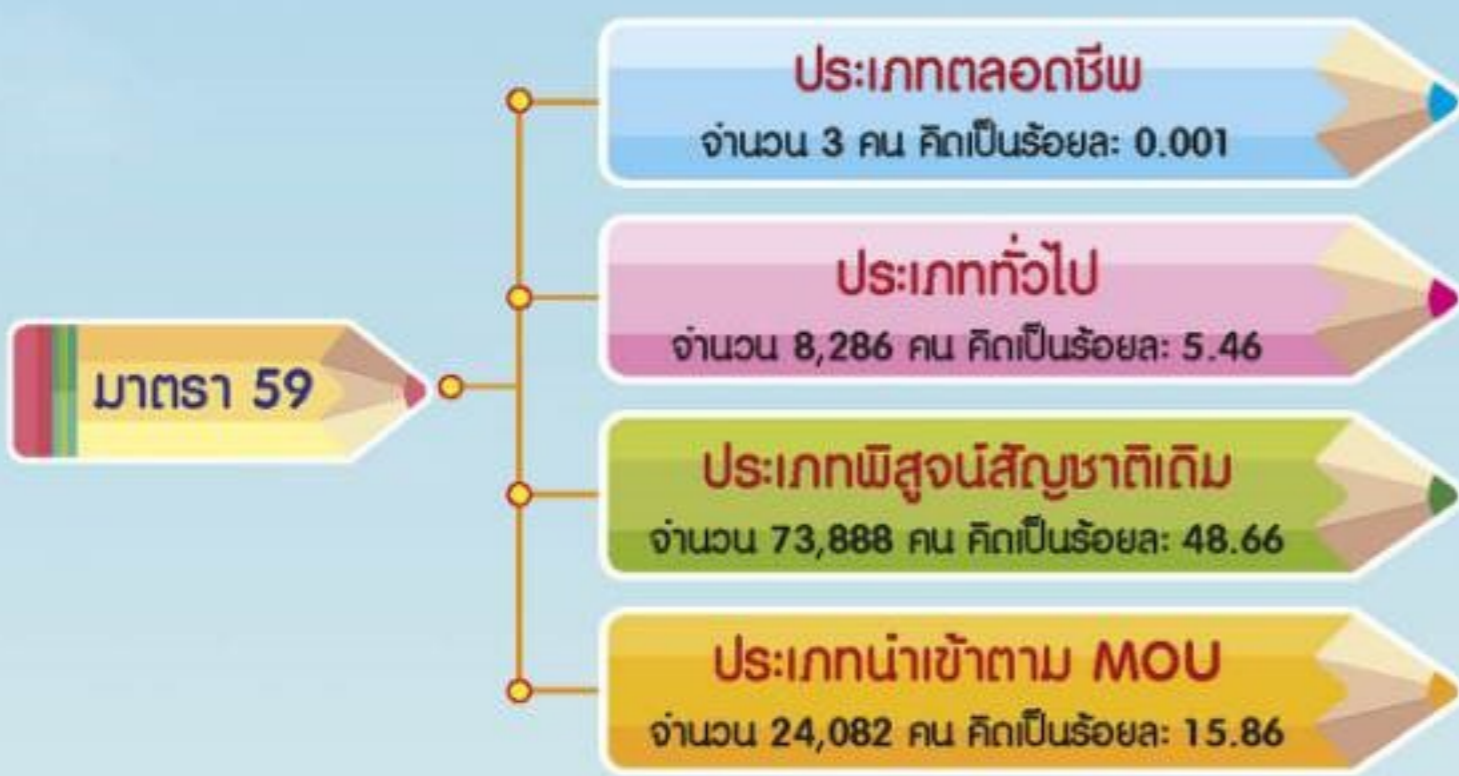 ประเภทตลอดชีพ
จำนวน 3 คน คิดเป็นร้อยละ 0.001
ประเภททั่วไป
จำนวน 8,286 คน คิดเป็นร้อยละ 5.46
มาตรา 59
ประเภทพิสูจน์สัญชาติเดิม
จำนวน 73,888 คน คิดเป็นร้อยละ 48.66
ประเภทนำเข้าตาม MOU
จำนวน 24,082 คน คิดเป็นร้อยละ 15.86